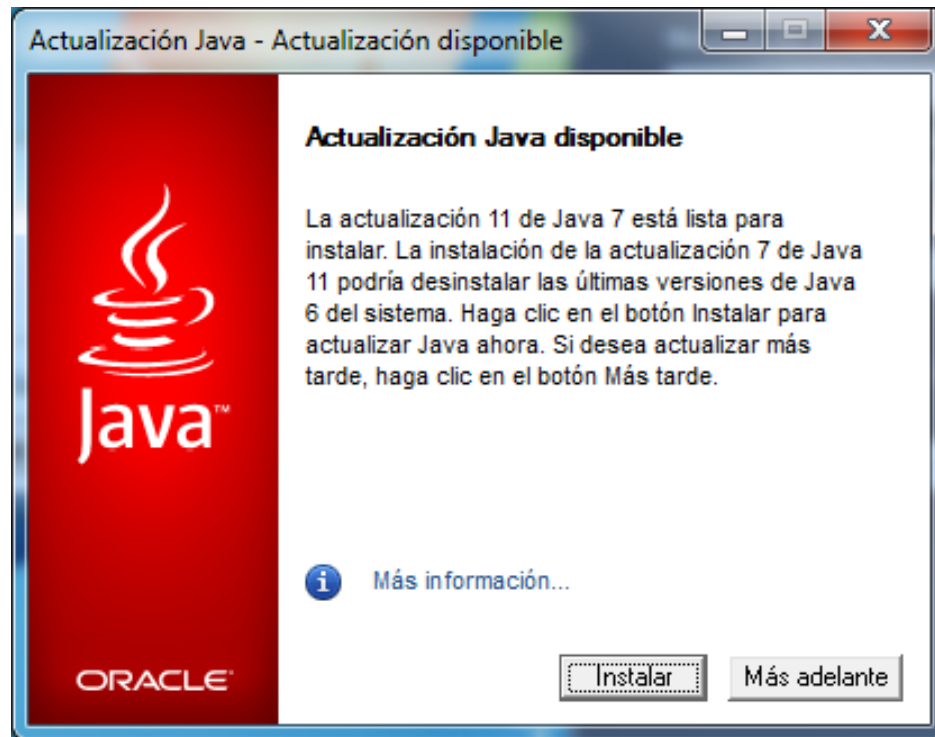 Actualización Java - Actualización disponible
Actualización Java disponible
La actualización 11 de Java 7 está lista para
instalar. La instalación de la actualización 7 de Java
11 podría desinstalar las últimas versiones de Java
6 del sistema. Haga clic en el botón Instalar para
actualizar Java ahora. Si desea actualizar más
tarde, haga clic en el botón Más tarde.
Java™
Más información...
ORACLE
Instalar
Más adelante